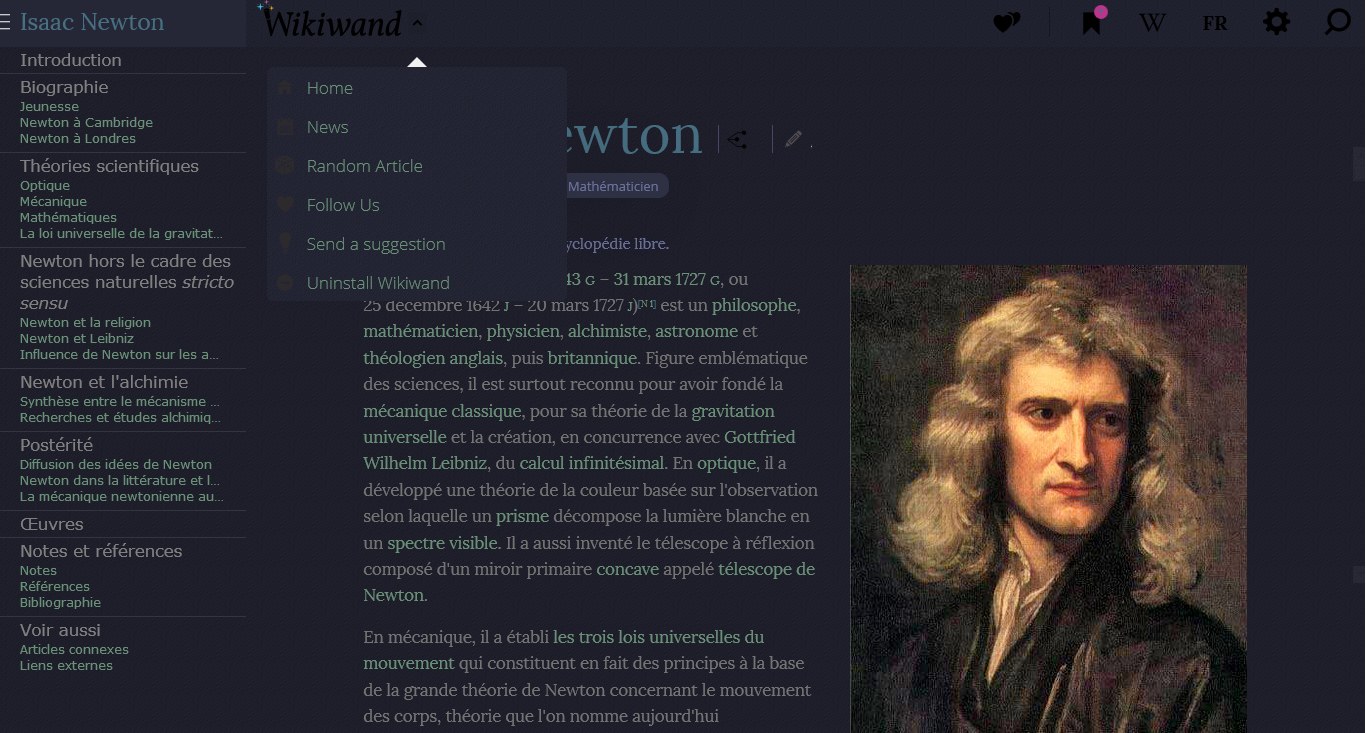 Isaac Newton
Introduction
Biographie
Jeunesse
Newton à Cambridge
Newton à Londres
Théories scientifiques
Optique
Mécanique
Mathématiques
La loi universelle de la gravitat…
Newton hors le cadre des
sciences naturelles stricto
sensu
Newton et la religion
Newton et Leibniz
Influence de Newton sur les a…
Newton et l'alchimie
Synthèse entre le mécanisme …
Recherches et études alchimiq…
Postérité
Diffusion des idées de Newton
Newton dans la littérature et l…
La mécanique newtonienne au…
Œuvres
Notes et références
Notes
Références
Bibliographie
Voir aussi
Articles connexes
Liens externes
Wikiwand
W FR
Home
News
Random Article
Follow Us
Send a suggestion
Uninstall Wikiwand
ewton
Mathématicien
yclopédie libre.
43 G – 31 mars 1727 G, ou
25 décembre 1642 J – 20 mars 1727 J)[N 1] est un philosophe,
mathématicien, physicien, alchimiste, astronome et
théologien anglais, puis britannique. Figure emblématique
des sciences, il est surtout reconnu pour avoir fondé la
mécanique classique, pour sa théorie de la gravitation
universelle et la création, en concurrence avec Gottfried
Wilhelm Leibniz, du calcul infinitésimal. En optique, il a
développé une théorie de la couleur basée sur l'observation
selon laquelle un prisme décompose la lumière blanche en
un spectre visible. Il a aussi inventé le télescope à réflexion
composé d'un miroir primaire concave appelé télescope de
Newton.
En mécanique, il a établi les trois lois universelles du
mouvement qui constituent en fait des principes à la base
de la grande théorie de Newton concernant le mouvement
des corps, théorie que l'on nomme aujourd'hui